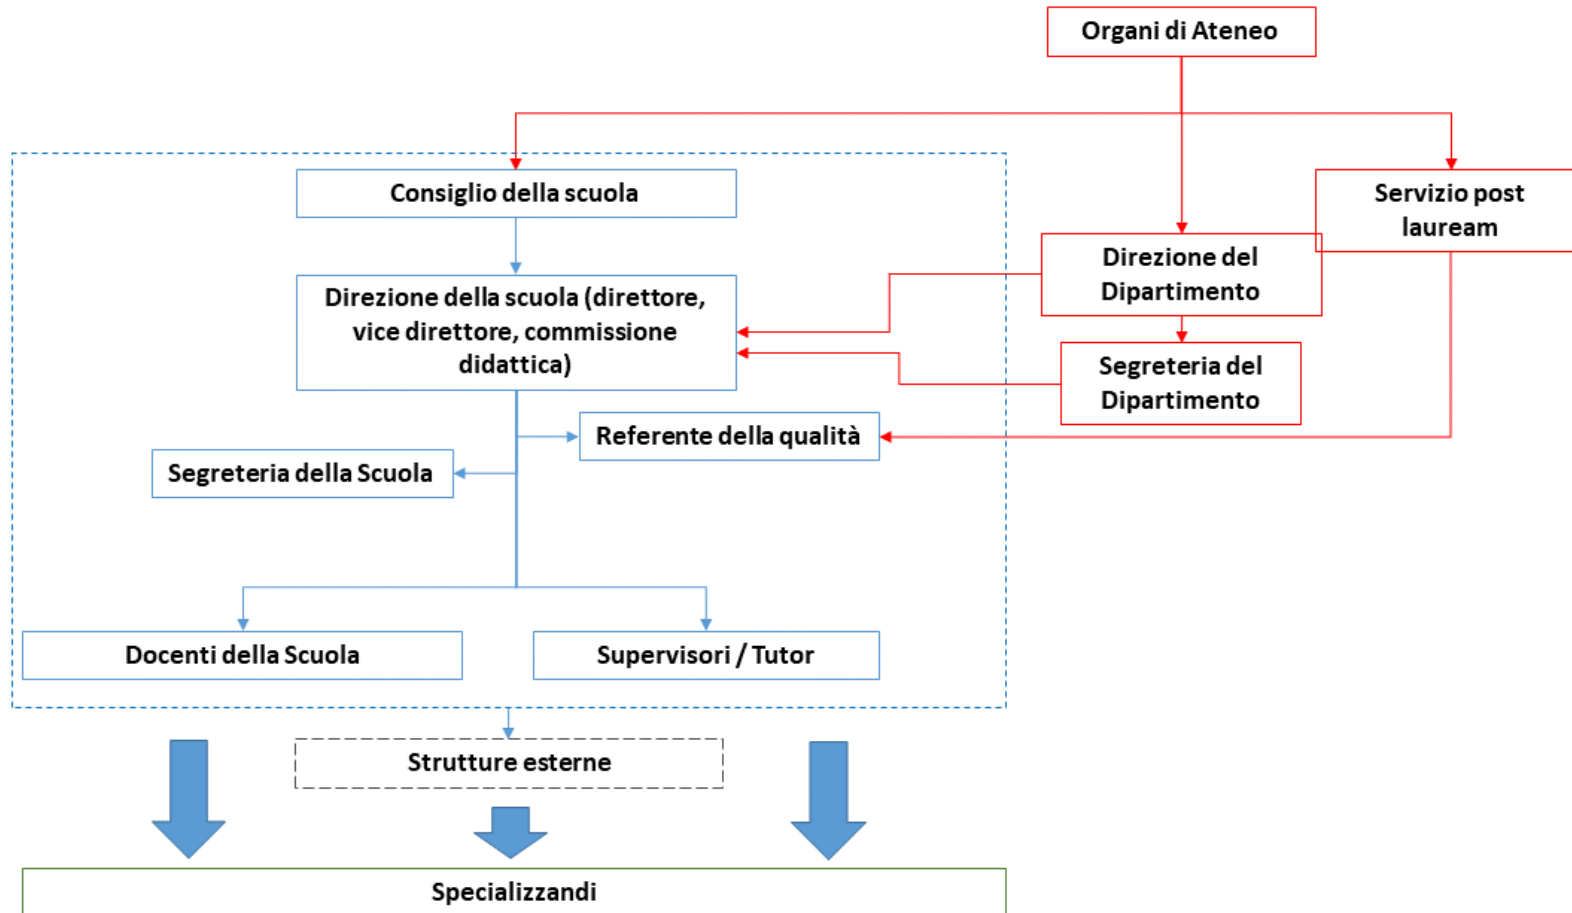 Organi di Ateneo
Consiglio della scuola
Servizio post
lauream
Direzione della scuola (direttore,
vice direttore, commissione
didattica)
Direzione del
Dipartimento
Segreteria del
Dipartimento
Referente della qualità
Segreteria della Scuola
Docenti della Scuola
Supervisori / Tutor
Strutture esterne
Specializzandi